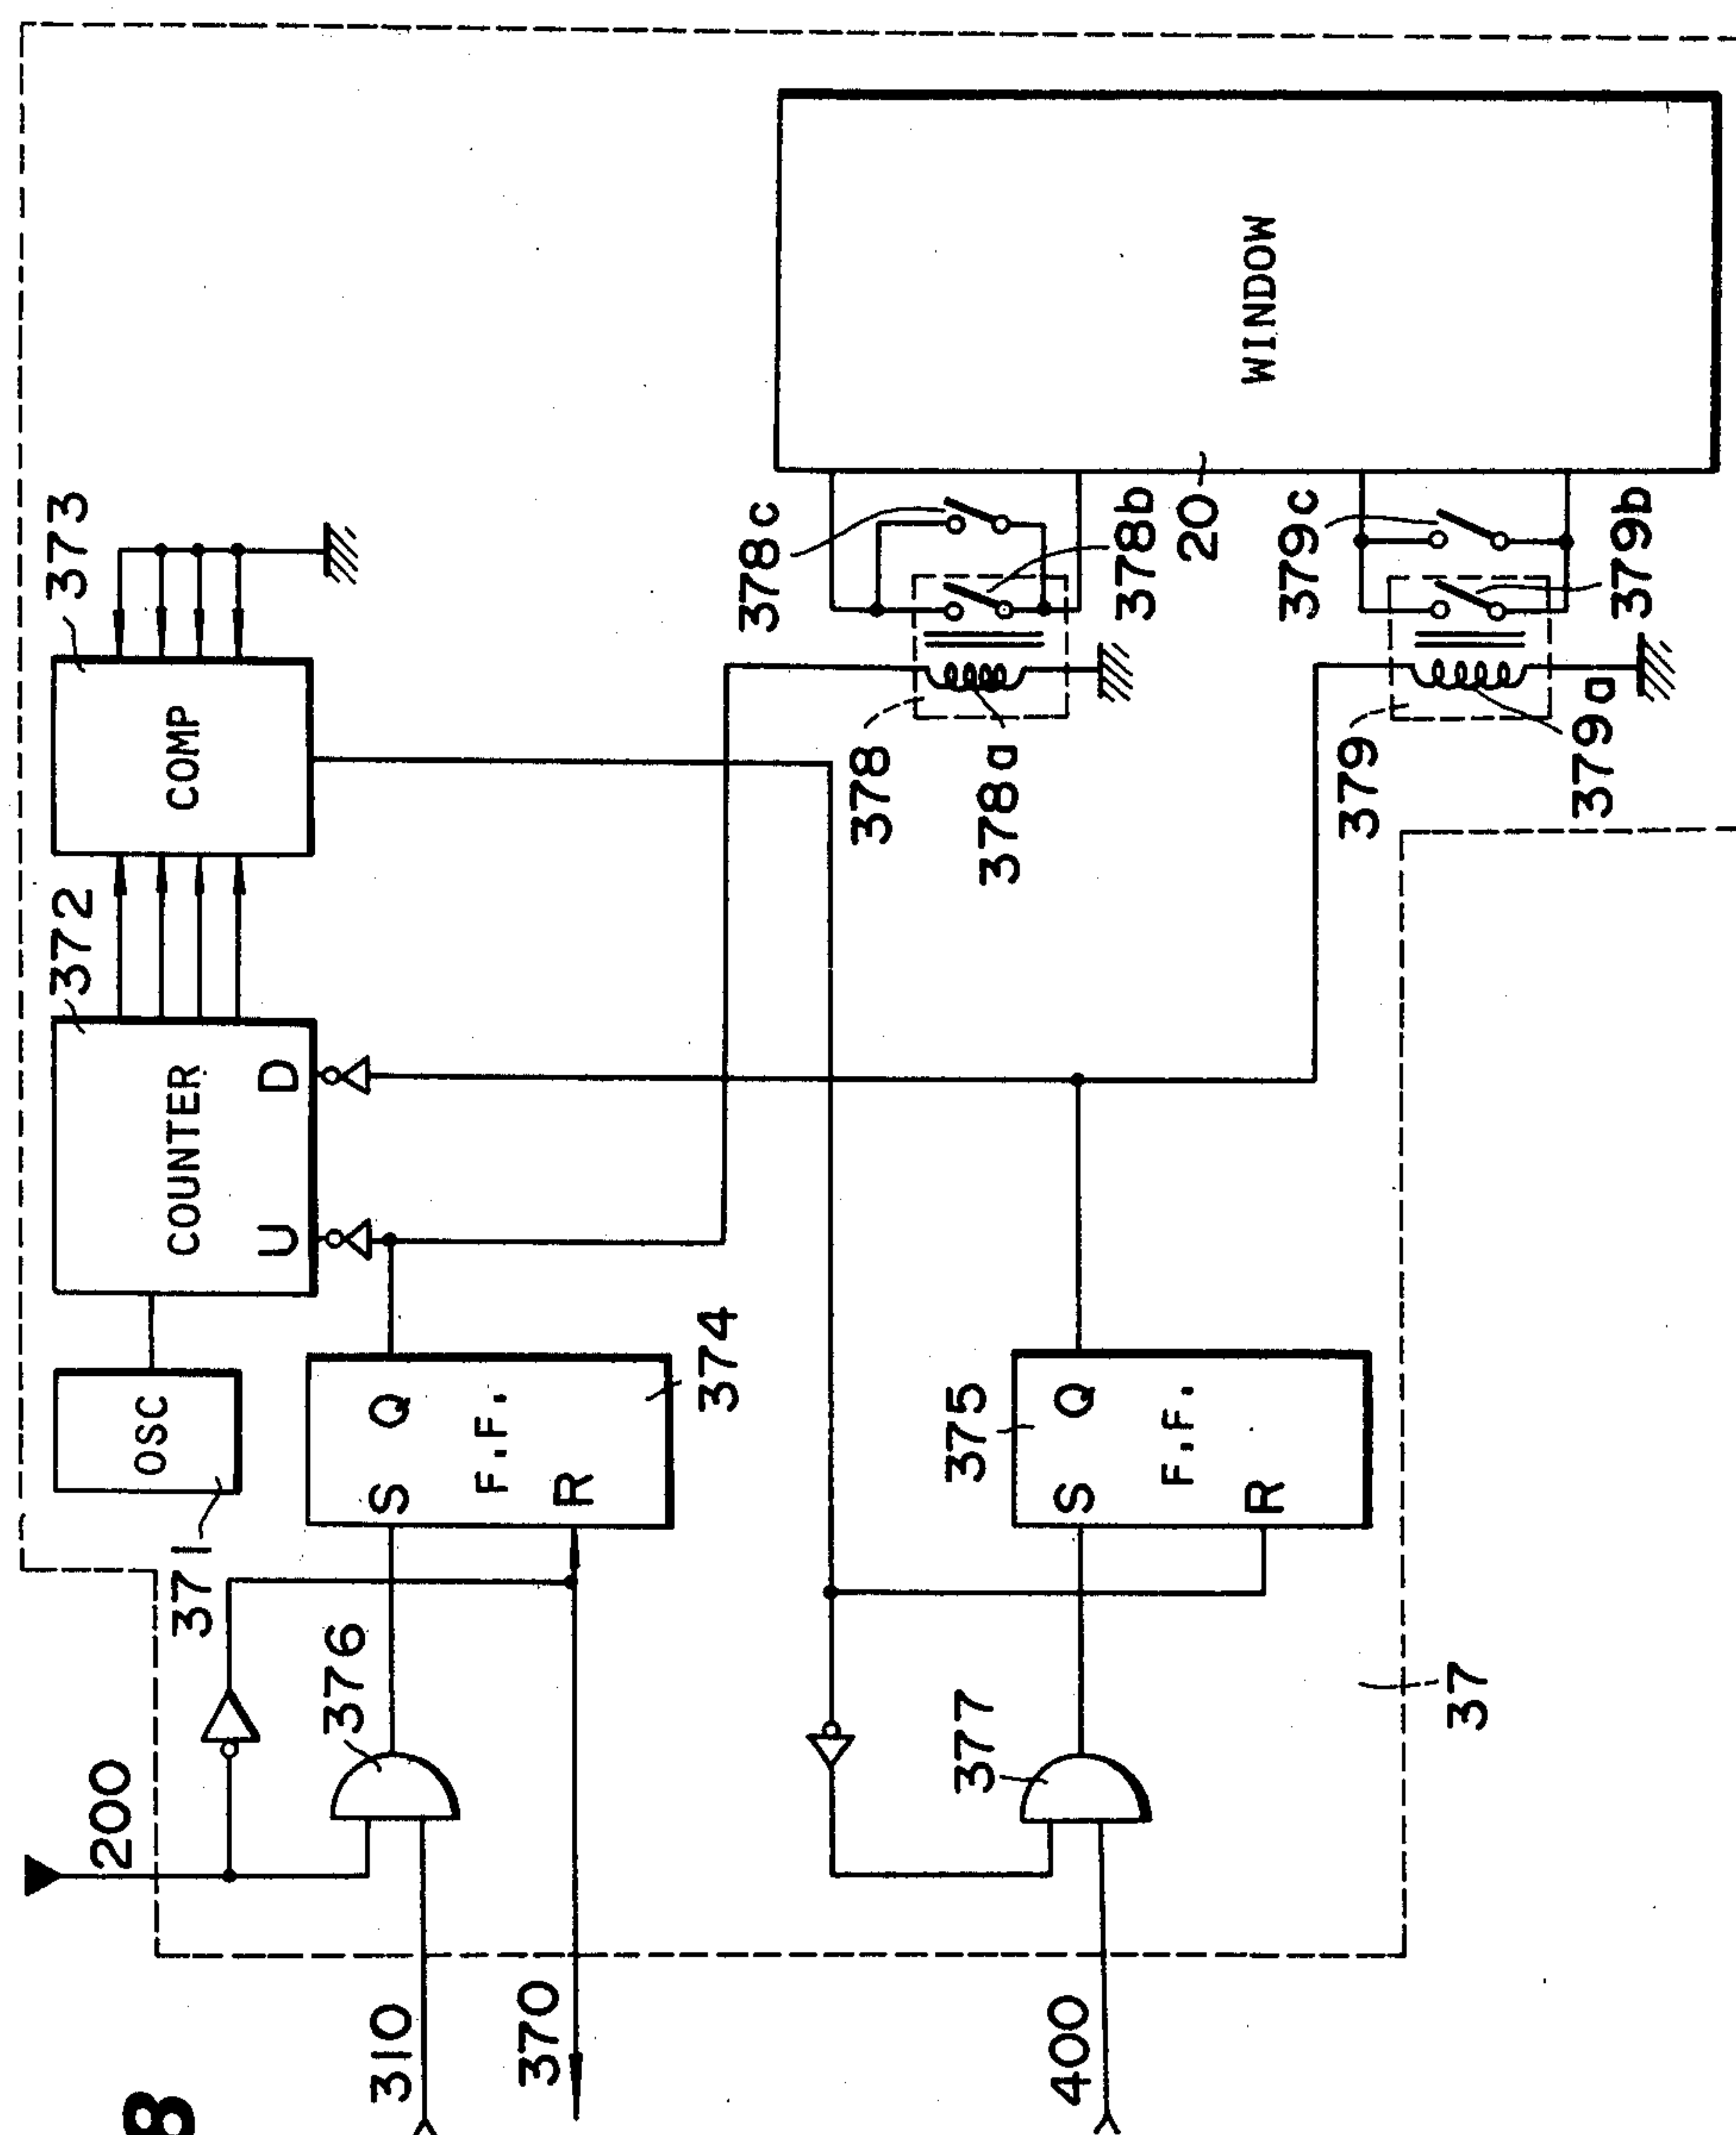 8
200
310
370
400
371
OSC
376
377
37
S
Q
F.F.
R
374
375
S
Q
F.F.
R
COUNTER
U
D
372
COMP
373
378
378a
378b
378c
379
379a
379b
379c
20
WINDOW